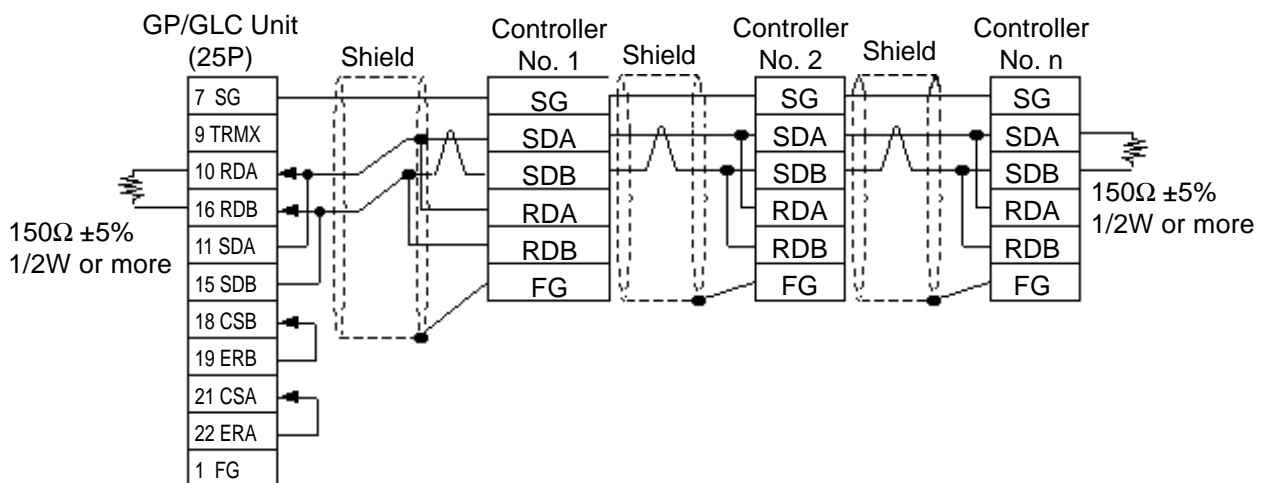 GP/GLC Unit
(25P)
Shield
Controller
No. 1
Shield
Controller
No. 2
Shield
Controller
No. n
7 SG
9 TRMX
10 RDA
16 RDB
11 SDA
15 SDB
18 CSB
19 ERB
21 CSA
22 ERA
1 FG
150Ω ±5%
1/2W or more
SG
SDA
SDB
RDA
RDB
FG
SG
SDA
SDB
RDA
RDB
FG
SG
SDA
SDB
RDA
RDB
FG
150Ω ±5%
1/2W or more